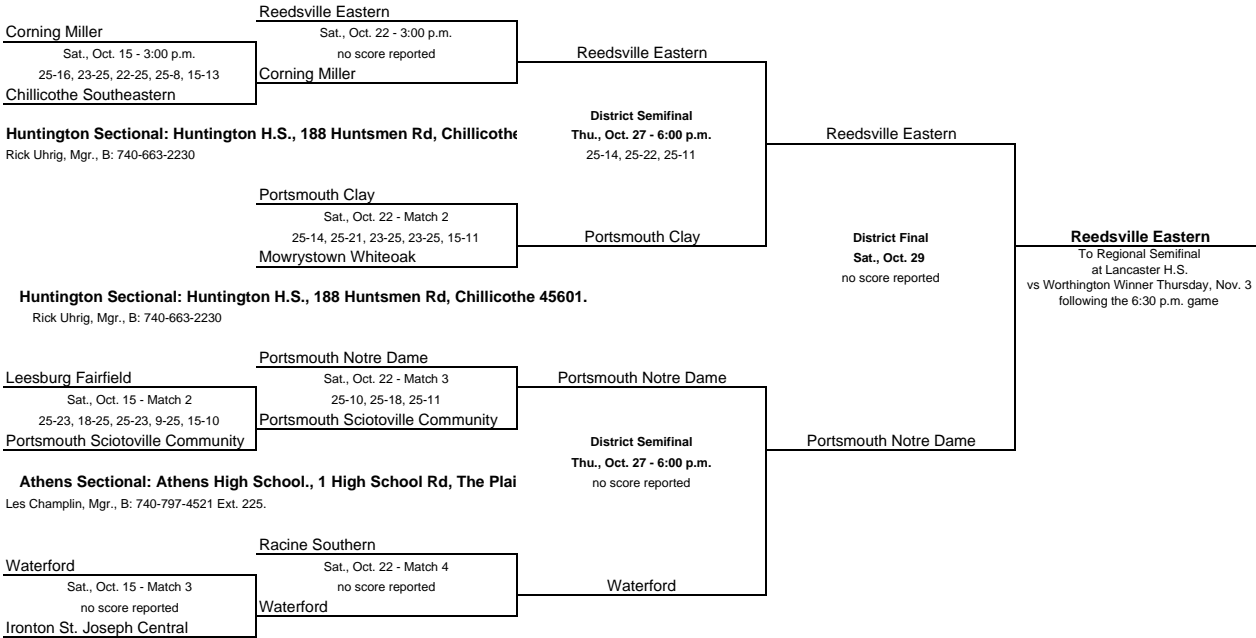 Reedsville Eastern
Corning Miller
Sat., Oct. 22 - 3:00 p.m.
Sat., Oct. 15 - 3:00 p.m.
no score reported
Reedsville Eastern
25-16, 23-25, 22-25, 25-8, 15-13
Corning Miller
Chillicothe Southeastern
District Semifinal
Huntington Sectional: Huntington H.S., 188 Huntsmen Rd, Chillicothe
Thu., Oct. 27 - 6:00 p.m.
Reedsville Eastern
Rick Uhrig, Mgr., B: 740-663-2230
25-14, 25-22, 25-11
Portsmouth Clay
Sat., Oct. 22 - Match 2
25-14, 25-21, 23-25, 23-25, 15-11
Portsmouth Clay
District Final
Reedsville Eastern
Mowrystown Whiteoak
Sat., Oct. 29
To Regional Semifinal
at Lancaster H.S.
no score reported
vs Worthington Winner Thursday, Nov. 3
Huntington Sectional: Huntington H.S., 188 Huntsmen Rd, Chillicothe 45601.
following the 6:30 p.m. game
Rick Uhrig, Mgr., B: 740-663-2230
Portsmouth Notre Dame
Leesburg Fairfield
Sat., Oct. 22 - Match 3
Portsmouth Notre Dame
Sat., Oct. 15 - Match 2
25-10, 25-18, 25-11
25-23, 18-25, 25-23, 9-25, 15-10
Portsmouth Sciotoville Community
Portsmouth Sciotoville Community
District Semifinal
Portsmouth Notre Dame
Thu., Oct. 27 - 6:00 p.m.
Athens Sectional: Athens High School., 1 High School Rd, The Plai
no score reported
Les Champlin, Mgr., B: 740-797-4521 Ext. 225.
Racine Southern
Waterford
Sat., Oct. 22 - Match 4
Sat., Oct. 15 - Match 3
no score reported
Waterford
no score reported
Waterford
Ironton St. Joseph Central